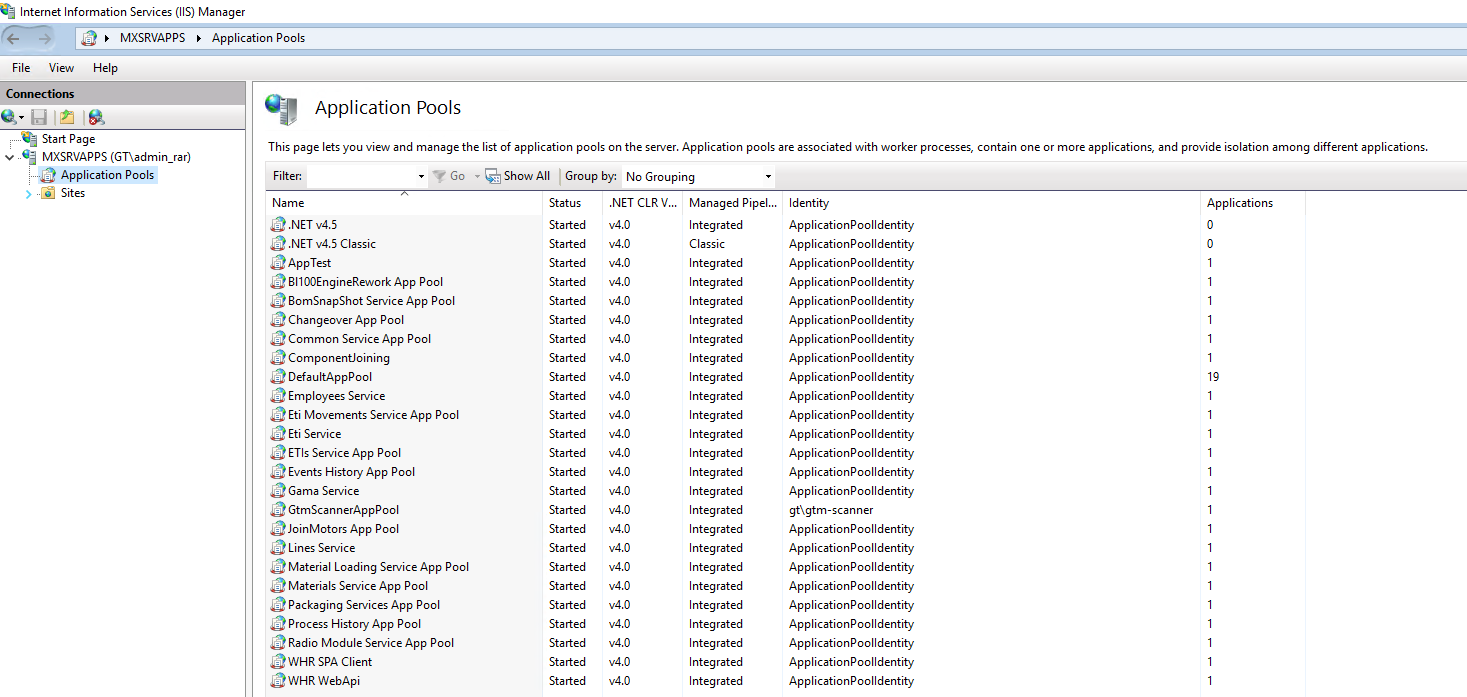 Internet Information Services (IIS) Manager
MXSRVAPPS Application Pools
File View Help
Connections
Start Page
MXSRVAPPS (GT\admin_rar)
Application Pools
Sites
Application Pools
This page lets you view and manage the list of application pools on the server. Application pools are associated with worker processes, contain one or more applications, and provide isolation among different applications.
Filter: Go Show All Group by: No Grouping
Name Status .NET CLR V... Managed Pipel... Identity Applications
.NET v4.5 Started v4.0 Integrated ApplicationPoolIdentity 0
.NET v4.5 Classic Started v4.0 Classic ApplicationPoolIdentity 0
AppTest Started v4.0 Integrated ApplicationPoolIdentity 1
BI100EngineRework App Pool Started v4.0 Integrated ApplicationPoolIdentity 1
BomSnapShot Service App Pool Started v4.0 Integrated ApplicationPoolIdentity 1
Changeover App Pool Started v4.0 Integrated ApplicationPoolIdentity 1
Common Service App Pool Started v4.0 Integrated ApplicationPoolIdentity 1
ComponentJoining Started v4.0 Integrated ApplicationPoolIdentity 1
DefaultAppPool Started v4.0 Integrated ApplicationPoolIdentity 19
Employees Service Started v4.0 Integrated ApplicationPoolIdentity 1
Eti Movements Service App Pool Started v4.0 Integrated ApplicationPoolIdentity 1
Eti Service Started v4.0 Integrated ApplicationPoolIdentity 1
ETIs Service App Pool Started v4.0 Integrated ApplicationPoolIdentity 1
Events History App Pool Started v4.0 Integrated ApplicationPoolIdentity 1
Gama Service Started v4.0 Integrated ApplicationPoolIdentity 1
GtmScannerAppPool Started v4.0 Integrated gt\gtm-scanner 1
JoinMotors App Pool Started v4.0 Integrated ApplicationPoolIdentity 1
Lines Service Started v4.0 Integrated ApplicationPoolIdentity 1
Material Loading Service App Pool Started v4.0 Integrated ApplicationPoolIdentity 1
Materials Service App Pool Started v4.0 Integrated ApplicationPoolIdentity 1
Packaging Services App Pool Started v4.0 Integrated ApplicationPoolIdentity 1
Process History App Pool Started v4.0 Integrated ApplicationPoolIdentity 1
Radio Module Service App Pool Started v4.0 Integrated ApplicationPoolIdentity 1
WHR SPA Client Started v4.0 Integrated ApplicationPoolIdentity 1
WHR WebApi Started v4.0 Integrated ApplicationPoolIdentity 1